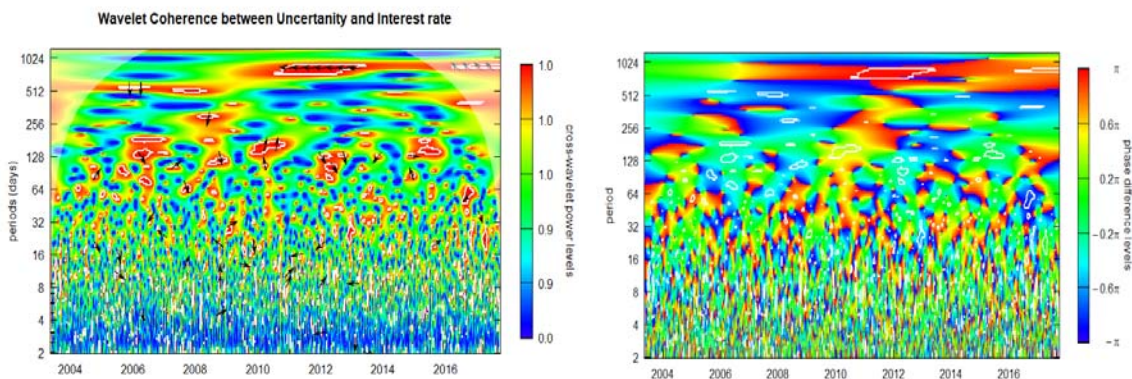 Wavelet Coherence between Uncertanity and Interest rate
periods (days)
1024
512
256
128
64
32
16
8
4
2
2004 2006 2008 2010 2012 2014 2016
1.0
1.0
1.0
0.9
0.9
0.0
cross-wavelet power levels
period
1024
512
256
128
64
32
16
8
4
2
2004 2006 2008 2010 2012 2014 2016
π
0.6π
0.2π
-0.2π
-0.6π
-π
phase difference levels